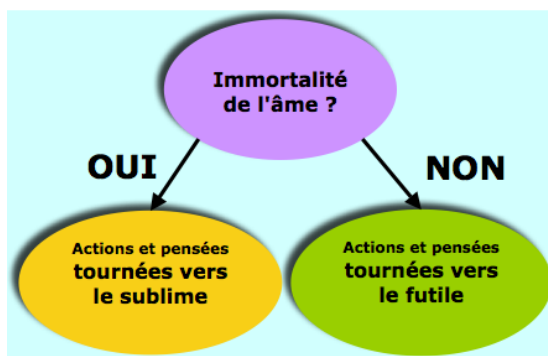 Immortalité
de l'âme ?
OUI
NON
Actions et pensées
tournées vers
le sublime
Actions et pensées
tournées vers
le futile